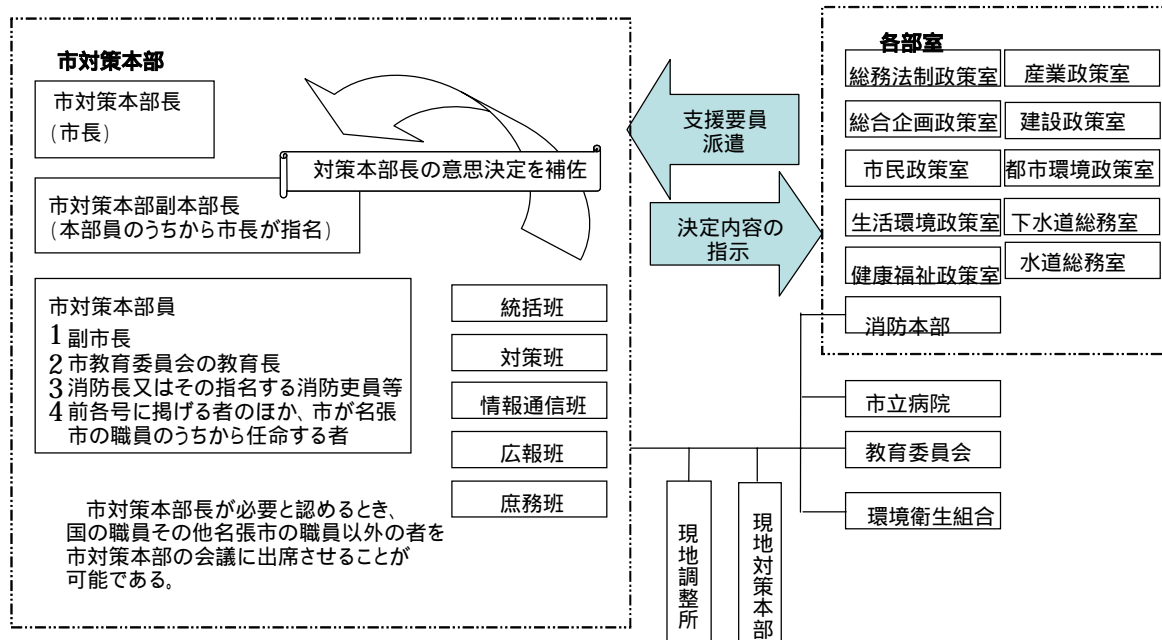 市対策本部
市対策本部長
(市長)
対策本部長の意思決定を補佐
市対策本部副本部長
(本部員のうちから市長が指名)
市対策本部員
1 副市長
2 市教育委員会の教育長
3 消防長又はその指名する消防吏員等
4 前各号に掲げる者のほか、市が名張
市の職員のうちから任命する者
統括班
対策班
情報通信班
広報班
庶務班
市対策本部長が必要と認めるとき、
国の職員その他名張市の職員以外の者を
市対策本部の会議に出席させることが
可能である。
支援要員
派遣
決定内容の
指示
各部室
総務法制政策室
産業政策室
総合企画政策室
建設政策室
市民政策室
都市環境政策室
生活環境政策室
下水道総務室
健康福祉政策室
水道総務室
消防本部
市立病院
教育委員会
環境衛生組合
現地調整所
現地対策本部